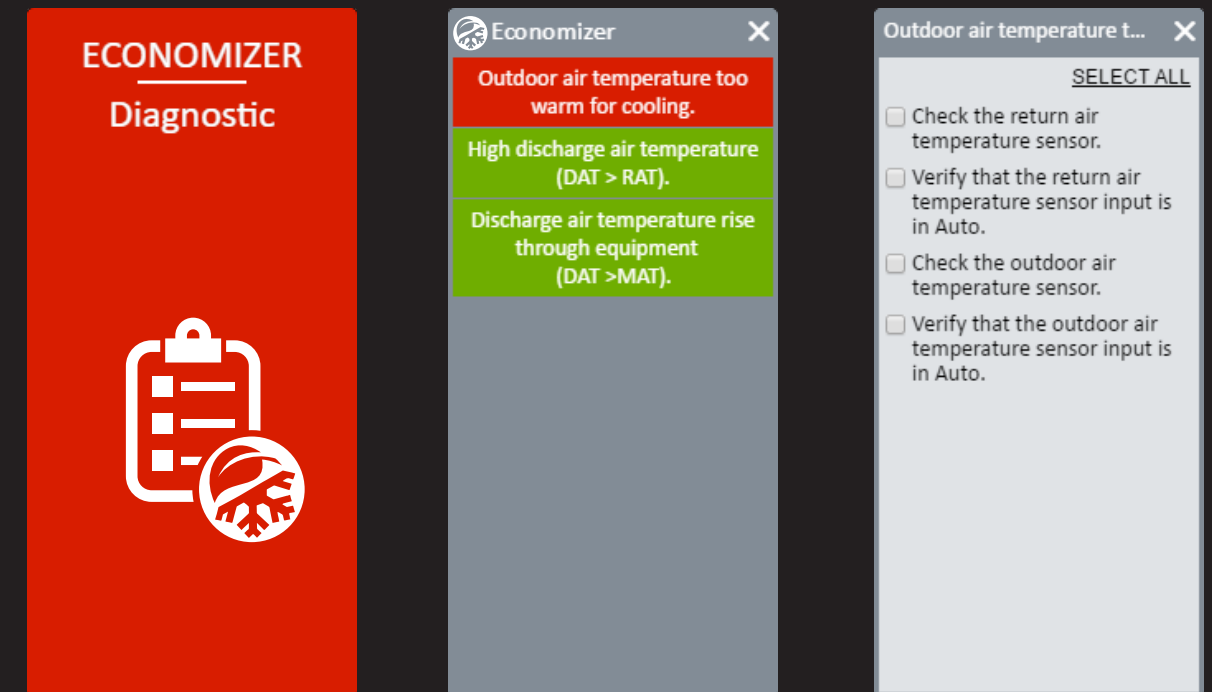 ECONOMIZER
Diagnostic
Economizer
Outdoor air temperature too
warm for cooling.
High discharge air temperature
(DAT > RAT).
Discharge air temperature rise
through equipment
(DAT >MAT).
Outdoor air temperature t...
SELECT ALL
Check the return air
temperature sensor.
Verify that the return air
temperature sensor input is
in Auto.
Check the outdoor air
temperature sensor.
Verify that the outdoor air
temperature sensor input is
in Auto.